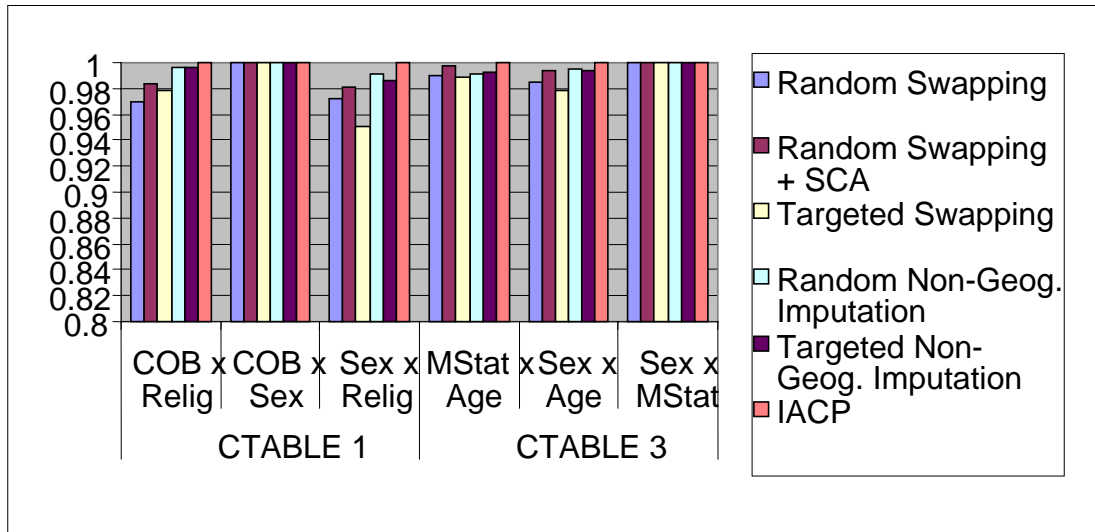 1
0.98
0.96
0.94
0.92
0.9
0.88
0.86
0.84
0.82
0.8
COB x Relig
COB x Sex
Sex x Relig
MStat x Age
Sex x Age
Sex x MStat
CTABLE 1
CTABLE 3
Random Swapping
Random Swapping
+ SCA
Targeted Swapping
Random Non-Geog.
Imputation
Targeted Non-
Geog. Imputation
IACP